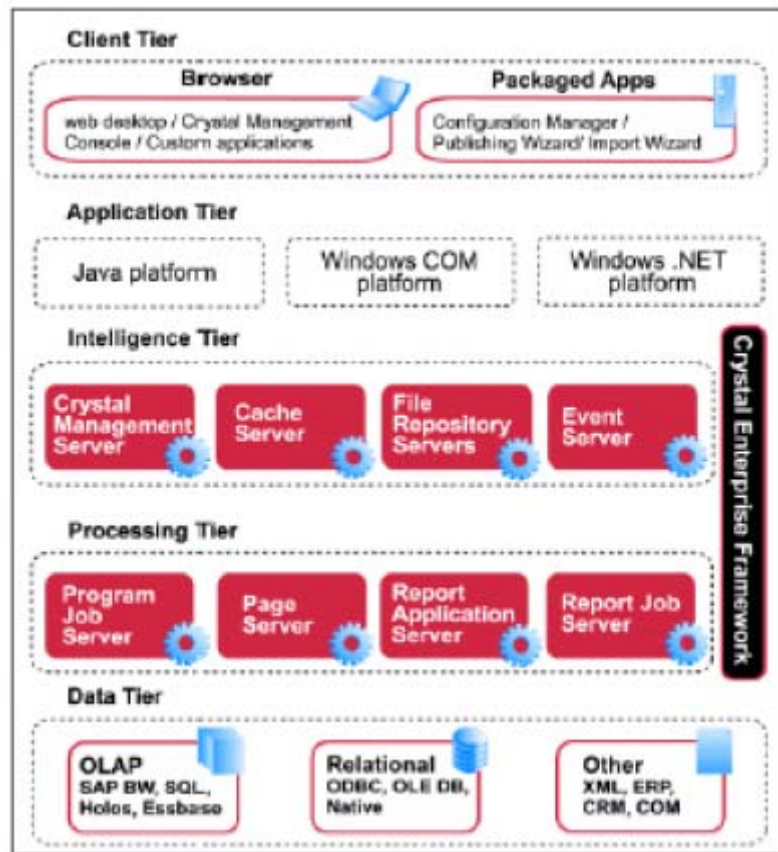 Client Tier
Browser
web desktop / Crystal Management
Console / Custom applications
Packaged Apps
Configuration Manager /
Publishing Wizard/ Import Wizard
Application Tier
Java platform
Windows COM
platform
Windows .NET
platform
Intelligence Tier
Crystal
Management
Server
Cache
Server
File
Repository
Servers
Event
Server
Crystal Enterprise Framework
Processing Tier
Program
Job
Server
Page
Server
Report
Application
Server
Report Job
Server
Data Tier
OLAP
SAP BW, SQL,
Holos, Essbase
Relational
ODBC, OLE DB,
Native
Other
XML, ERP,
CRM, COM